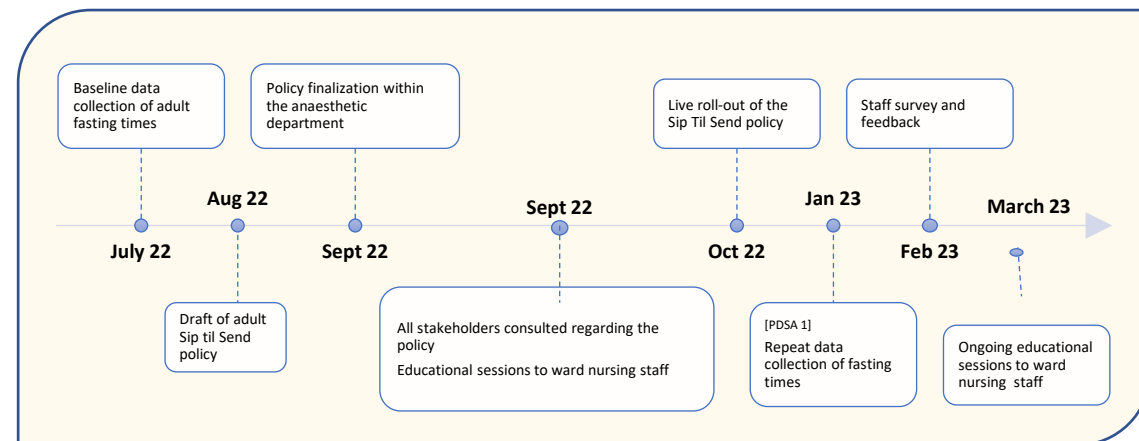 Baseline data
collection of adult
fasting times
Policy finalization within
the anaesthetic
department
Live roll-out of the
Sip Til Send policy
Staff survey and
feedback
Aug 22
Sept 22
Jan 23
March 23
July 22
Sept 22
Oct 22
Feb 23
Draft of adult
Sip til Send
policy
All stakeholders consulted regarding the
policy
Educational sessions to ward nursing staff
[PDSA 1]
Repeat data
collection of fasting
times
Ongoing educational
sessions to ward
nursing staff